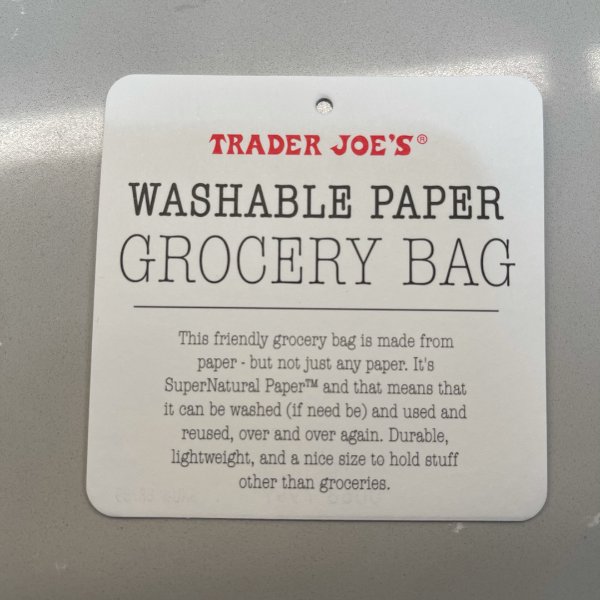 TRADER JOE'S®
WASHABLE PAPER
GROCERY BAG
This friendly grocery bag is made from
paper - but not just any paper. It's
SuperNatural Paper™ and that means that
it can be washed (if need be) and used and
reused, over and over again. Durable,
lightweight, and a nice size to hold stuff
other than groceries.